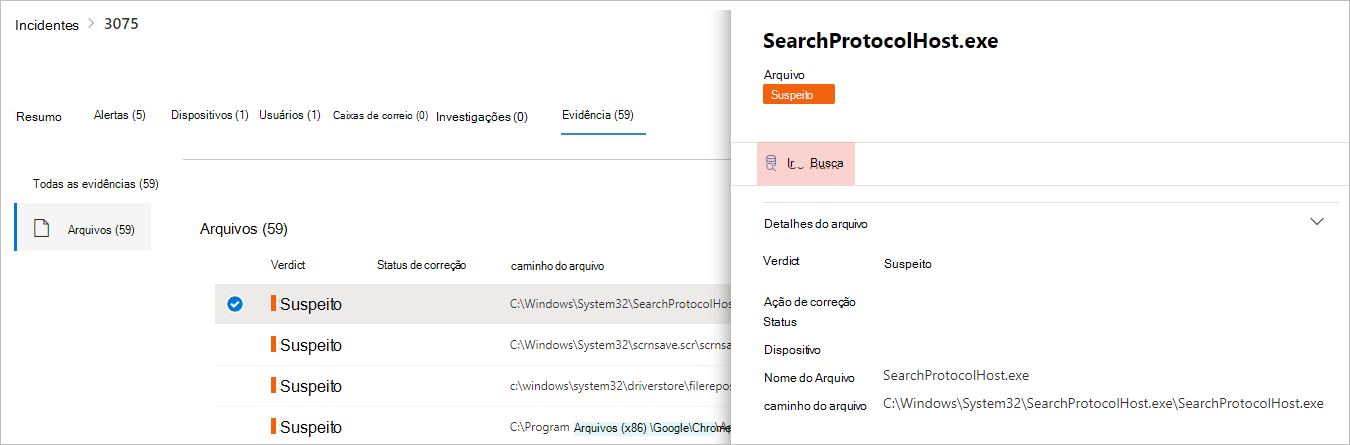 Incidentes > 3075
Resumo Alertas (5) Dispositivos (1) Usuários (1) Caixas de correio (0) Investigações (0) Evidência (59)
Todas as evidências (59)
Arquivos (59)
Arquivos (59)
Verdict Status de correção caminho do arquivo
Suspeito C:\Windows\System32\SearchProtocolHos
Suspeito C:\Windows\System32\scrnsave.scr\scrnsa
Suspeito c:\windows\system32\driverstore\filerepos
Suspeito C:\Program Arquivos (x86) \Google\Chrom
SearchProtocolHost.exe
Arquivo
Suspeito
Ir Busca
Detalhes do arquivo
Verdict Suspeito
Ação de correção
Status
Dispositivo
Nome do Arquivo SearchProtocolHost.exe
caminho do arquivo C:\Windows\System32\SearchProtocolHost.exe\SearchProtocolHost.exe